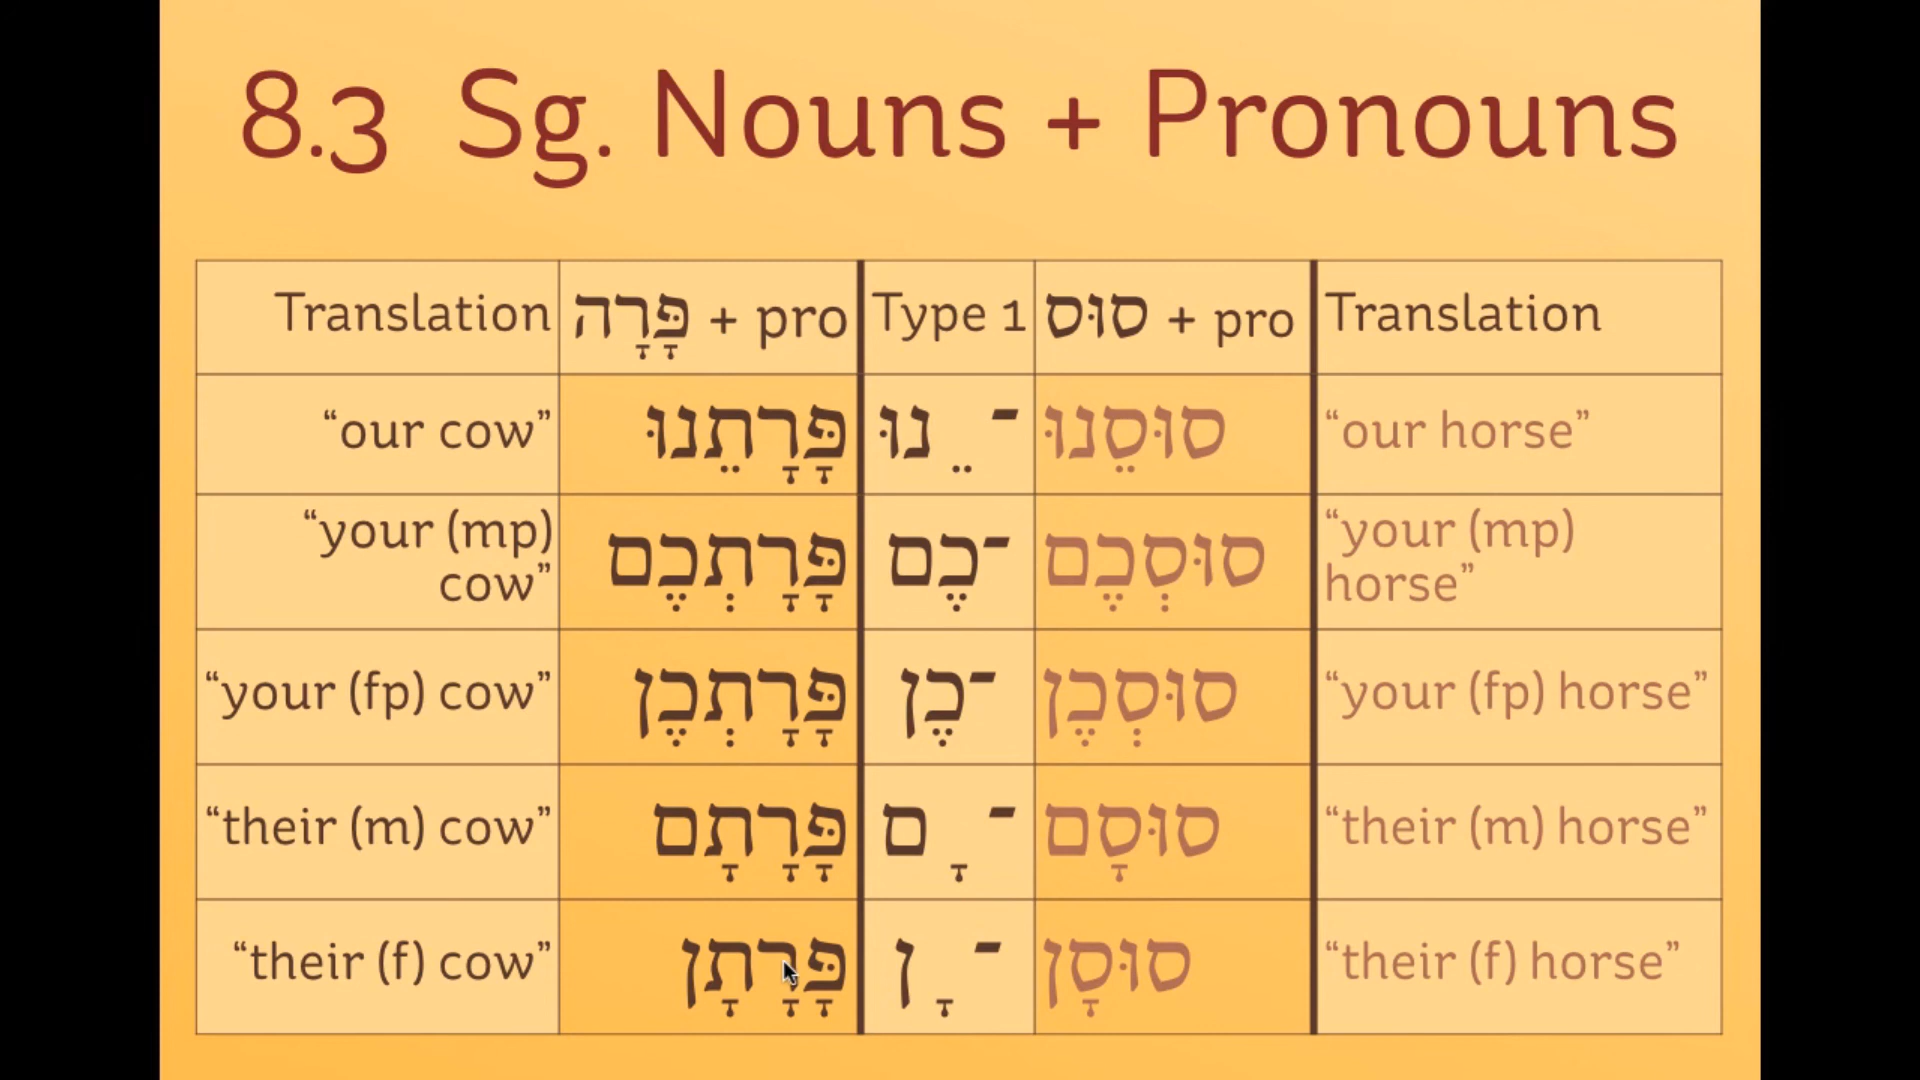 8.3 Sg. Nouns + Pronouns
Translation פָּרָה + pro Type 1 סוּס + pro Translation
“our cow” פָּרָתֵנוּ ־ ֵנוּ סוּסֵנוּ “our horse”
“your (mp)
cow” פָּרָתְכֶם ־כֶם סוּסְכֶם “your (mp)
horse”
“your (fp) cow” פָּרָתְכֶן ־כֶן סוּסְכֶן “your (fp) horse”
“their (m) cow” פָּרָתָם ־ ָם סוּסָם “their (m) horse”
“their (f) cow” פָּרָתָן ־ ָן סוּסָן “their (f) horse”